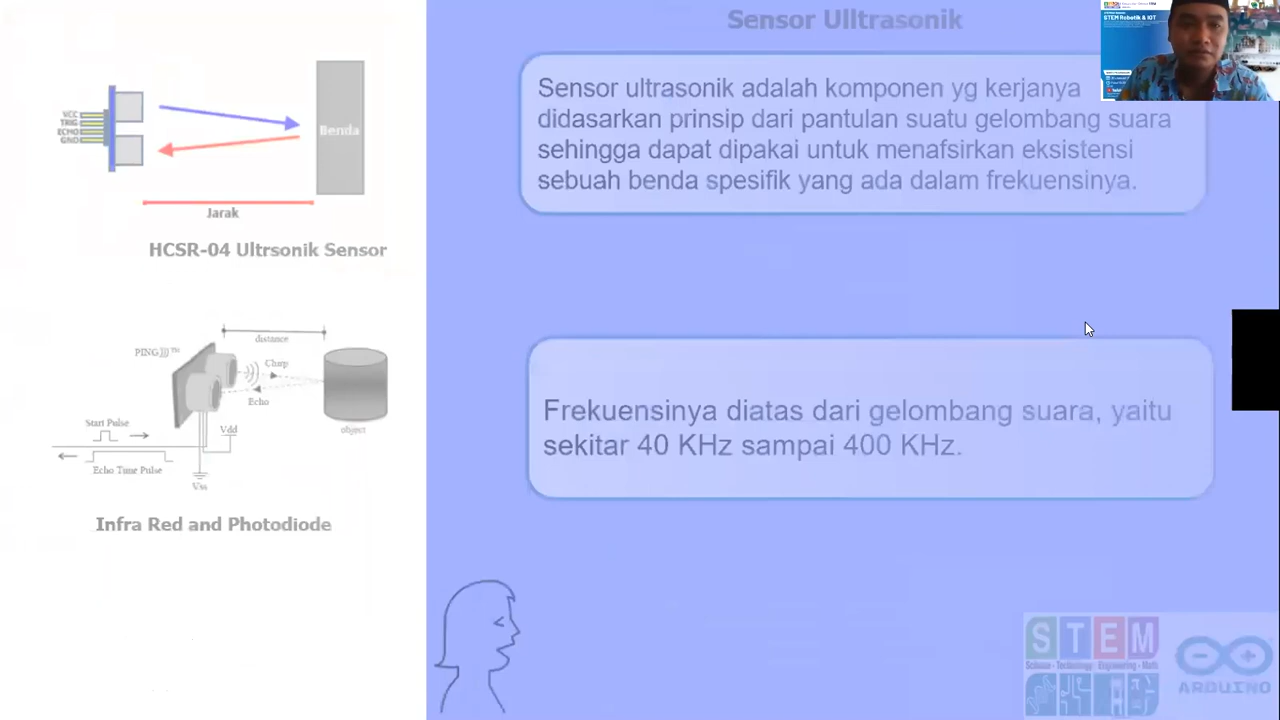 Sensor Ulltrasonik
Sensor ultrasonik adalah komponen yg kerjanya
didasarkan prinsip dari pantulan suatu gelombang suara
sehingga dapat dipakai untuk menafsirkan eksistensi
sebuah benda spesifik yang ada dalam frekuensinya.
Frekuensinya diatas dari gelombang suara, yaitu
sekitar 40 KHz sampai 400 KHz.
VCC
TRIG
ECHO
GND
Benda
Jarak
HCSR-04 Ultrsonik Sensor
distance
PING)))™
Chirp
Echo
object
Start Pulse
Vdd
Echo Time Pulse
Vss
Infra Red and Photodiode
STEM Robotik & IOT
STEM
Science - Technology - Engineering - Math
ARDUINO